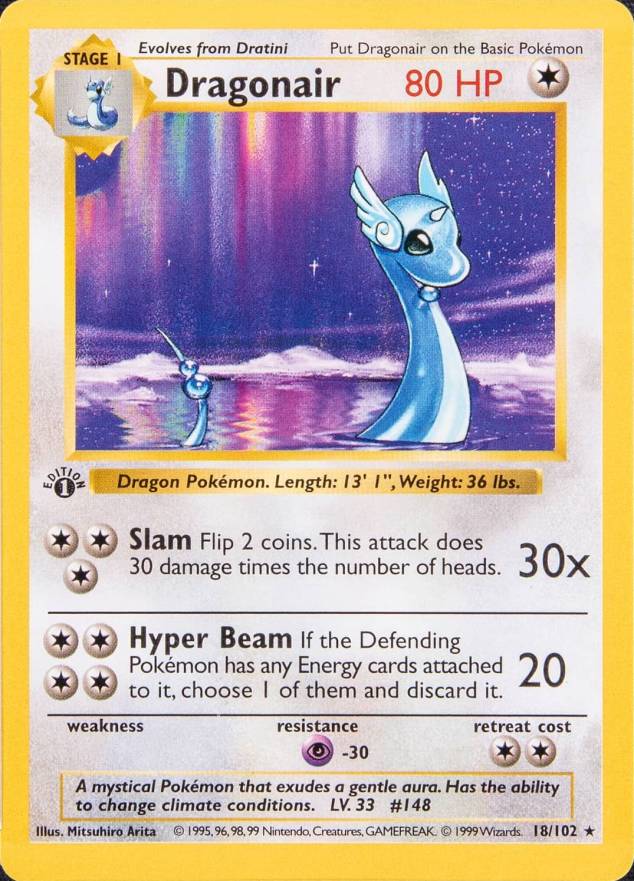 Evolves from Dratini Put Dragonair on the Basic Pokémon
STAGE 1
Dragonair 80 HP
EDITION
1
Dragon Pokémon. Length: 13' 1", Weight: 36 lbs.
Slam Flip 2 coins. This attack does
30 damage times the number of heads.
30x
Hyper Beam If the Defending
Pokémon has any Energy cards attached
to it, choose 1 of them and discard it.
20
weakness resistance retreat cost
-30
A mystical Pokémon that exudes a gentle aura. Has the ability
to change climate conditions. LV. 33 #148
Illus. Mitsuhiro Arita © 1995, 96, 98, 99 Nintendo, Creatures, GAMEFREAK. © 1999 Wizards. 18/102 ★